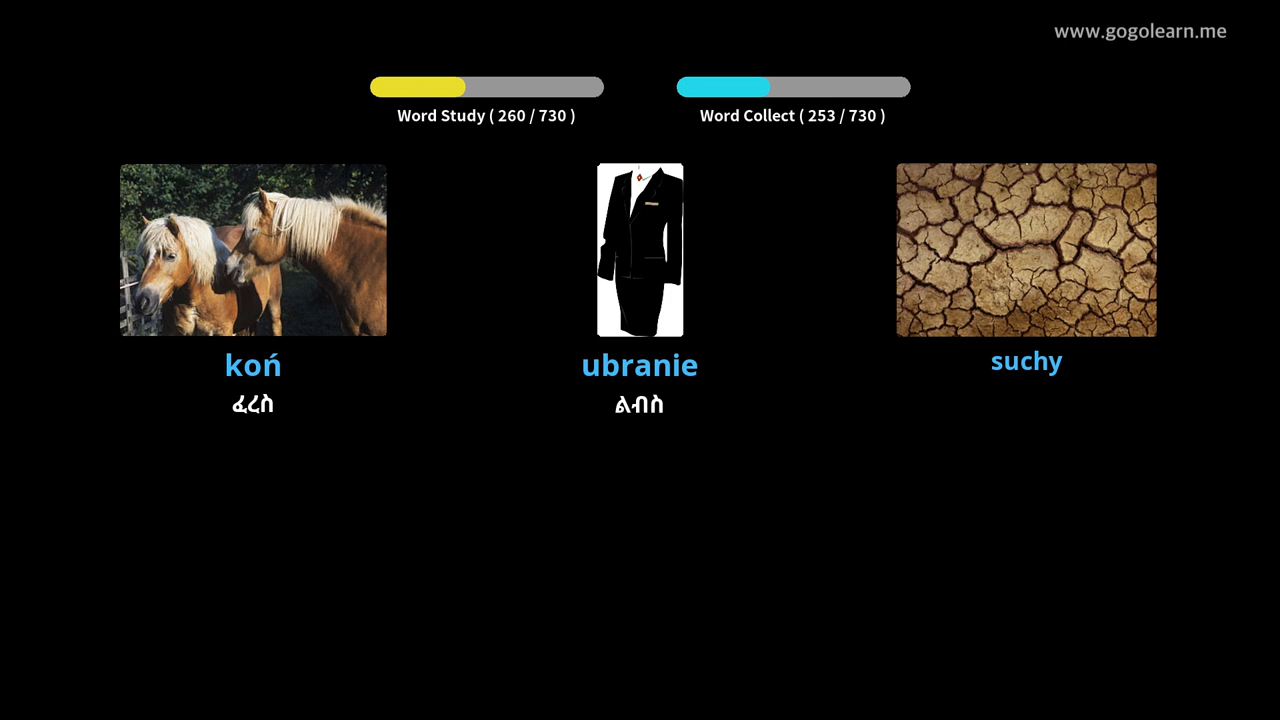 www.gogolearn.me
Word Study ( 260 / 730 )
Word Collect ( 253 / 730 )
koń
ubranie
suchy
ፈረስ
ልብስ